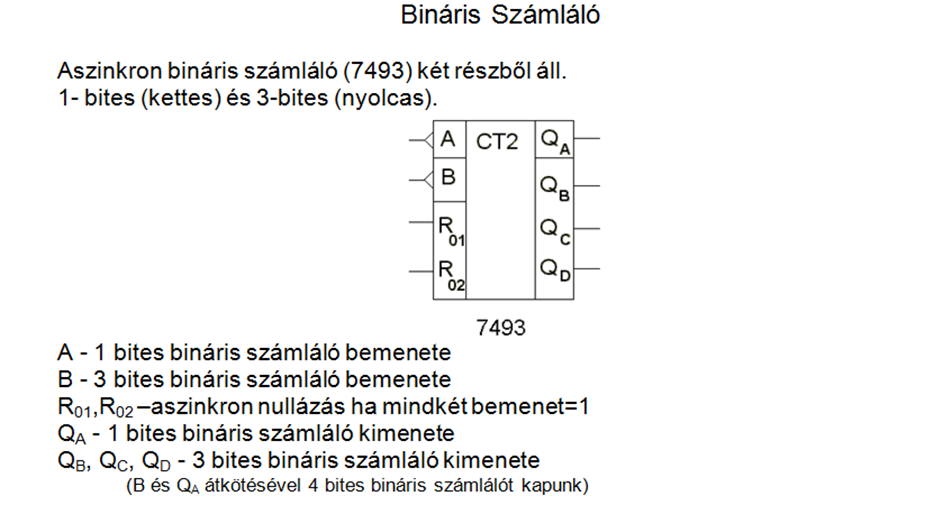 Bináris Számláló
Aszinkron bináris számláló (7493) két részből áll.
1- bites (kettes) és 3-bites (nyolcas).
A CT2 QA
B QB
R01 QC
R02 QD
7493
A - 1 bites bináris számláló bemenete
B - 3 bites bináris számláló bemenete
R01,R02 –aszinkron nullázás ha mindkét bemenet=1
QA - 1 bites bináris számláló kimenete
QB, QC, QD - 3 bites bináris számláló kimenete
(B és QA átkötésével 4 bites bináris számlálót kapunk)